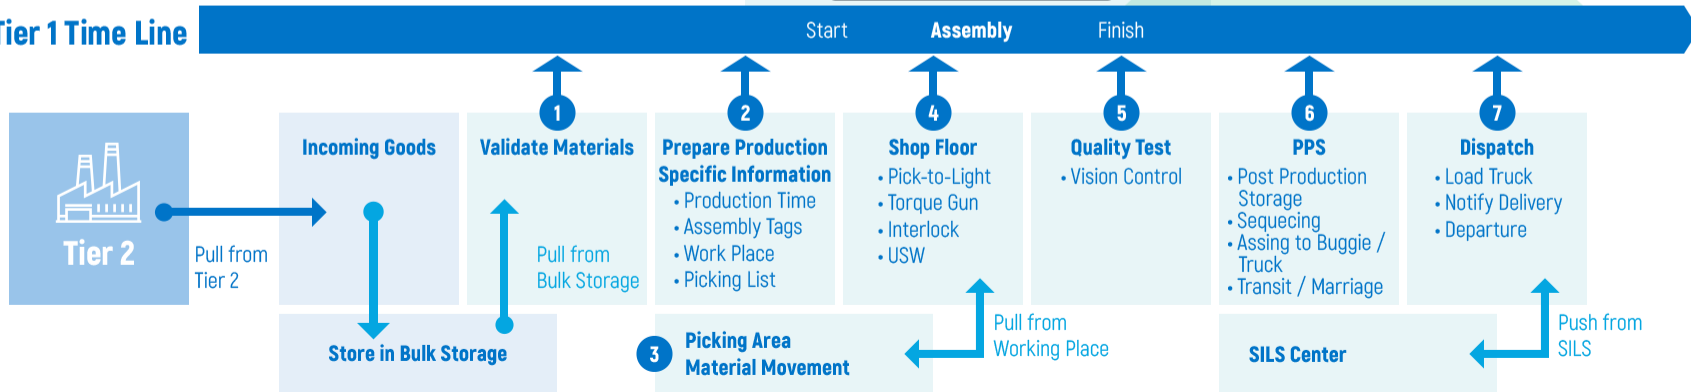 Tier 1 Time Line
Start
Assembly
Finish
1
2
4
5
6
7
Tier 2
Pull from
Tier 2
Incoming Goods
Store in Bulk Storage
Validate Materials
Pull from
Bulk Storage
Prepare Production
Specific Information
• Production Time
• Assembly Tags
• Work Place
• Picking List
3
Picking Area
Material Movement
Shop Floor
• Pick-to-Light
• Torque Gun
• Interlock
• USW
Pull from
Working Place
Quality Test
• Vision Control
PPS
• Post Production
Storage
• Sequecing
• Assing to Buggie /
Truck
• Transit / Marriage
SILS Center
Dispatch
• Load Truck
• Notify Delivery
• Departure
Push from
SILS